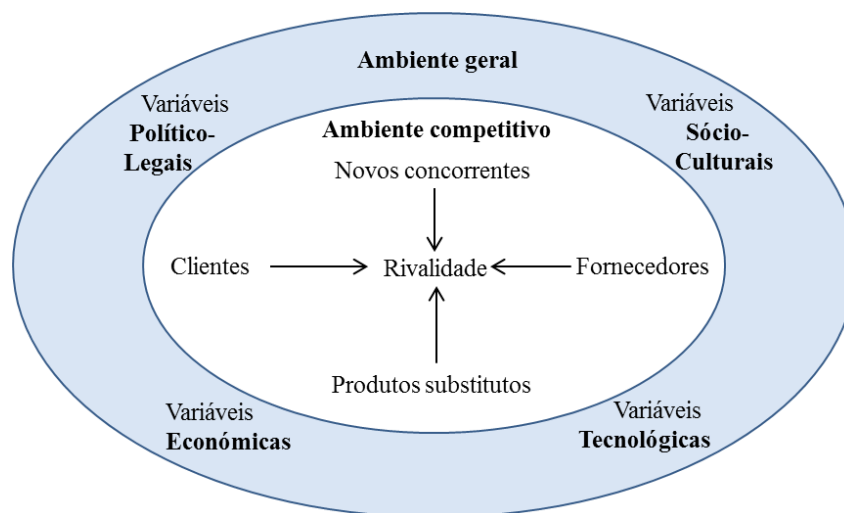 Ambiente geral
Variáveis
Político-
Legais
Variáveis
Sócio-
Culturais
Ambiente competitivo
Novos concorrentes
Clientes
Rivalidade
Fornecedores
Produtos substitutos
Variáveis
Económicas
Variáveis
Tecnológicas